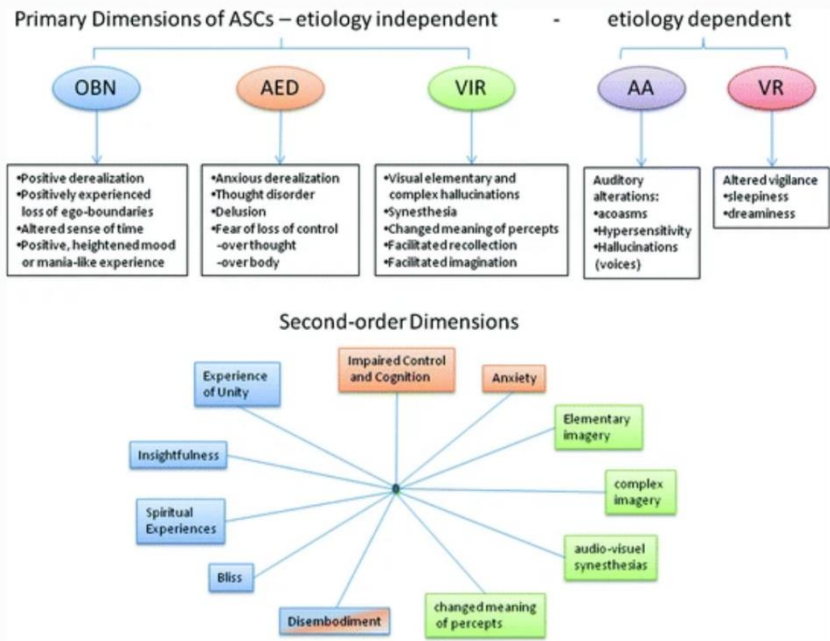 Primary Dimensions of ASCs – etiology independent - etiology dependent
OBN
AED
VIR
AA
VR
•Positive derealization
•Positively experienced
loss of ego-boundaries
•Altered sense of time
•Positive, heightened mood
or mania-like experience
•Anxious derealization
•Thought disorder
•Delusion
•Fear of loss of control
-over thought
-over body
•Visual elementary and
complex hallucinations
•Synesthesia
•Changed meaning of percepts
•Facilitated recollection
•Facilitated imagination
Auditory
alterations:
•acoasms
•Hypersensitivity
•Hallucinations
(voices)
Altered vigilance
•sleepiness
•dreaminess
Second-order Dimensions
Experience
of Unity
Impaired Control
and Cognition
Anxiety
Elementary
imagery
Insightfulness
complex
imagery
Spiritual
Experiences
audio-visuel
synesthesias
Bliss
Disembodiment
changed meaning
of percepts